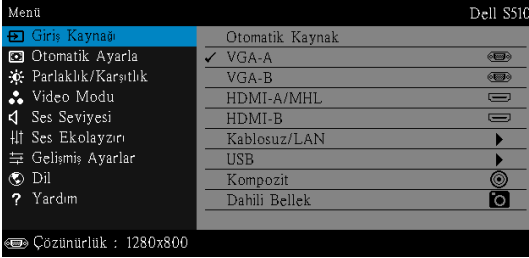 Menü Dell S510
Giriş Kaynağı
Otomatik Ayarla
Parlaklık/Karşıtlık
Video Modu
Ses Seviyesi
Ses Ekolayzırı
Gelişmiş Ayarlar
Dil
? Yardım
Otomatik Kaynak
✓ VGA-A
VGA-B
HDMI-A/MHL
HDMI-B
Kablosuz/LAN
USB
Kompozit
Dahili Bellek
Çözünürlük : 1280x800